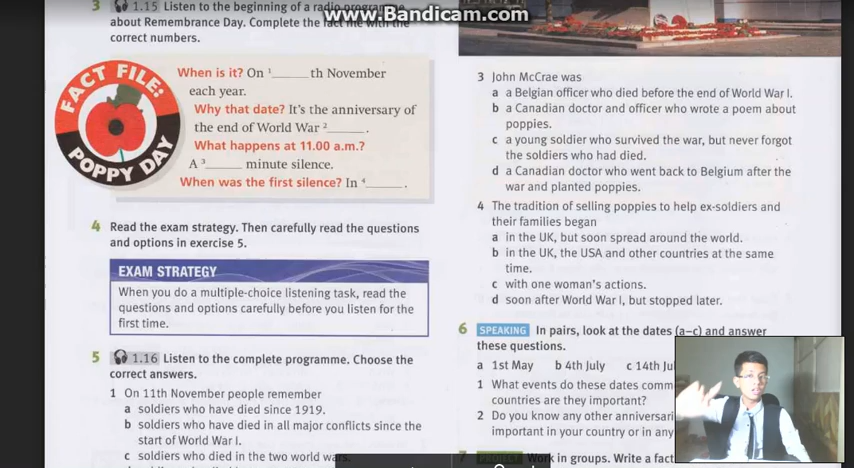 www.Bandicam.com
3 1.15 Listen to the beginning of a radio programme
about Remembrance Day. Complete the fact file with the
correct numbers.
FACT FILE:
POPPY DAY
When is it? On 1______th November
each year.
Why that date? It's the anniversary of
the end of World War 2______.
What happens at 11.00 a.m.?
A 3______ minute silence.
When was the first silence? In 4______.
4 Read the exam strategy. Then carefully read the questions
and options in exercise 5.
EXAM STRATEGY
When you do a multiple-choice listening task, read the
questions and options carefully before you listen for the
first time.
5 1.16 Listen to the complete programme. Choose the
correct answers.
1 On 11th November people remember
a soldiers who have died since 1919.
b soldiers who have died in all major conflicts since the
start of World War I.
c soldiers who died in the two world wars.
3 John McCrae was
a a Belgian officer who died before the end of World War I.
b a Canadian doctor and officer who wrote a poem about
poppies.
c a young soldier who survived the war, but never forgot
the soldiers who had died.
d a Canadian doctor who went back to Belgium after the
war and planted poppies.
4 The tradition of selling poppies to help ex-soldiers and
their families began
a in the UK, but soon spread around the world.
b in the UK, the USA and other countries at the same
time.
c with one woman's actions.
d soon after World War I, but stopped later.
6 SPEAKING In pairs, look at the dates (a–c) and answer
these questions.
a 1st May b 4th July c 14th Ju
1 What events do these dates comm
countries are they important?
2 Do you know any other anniversari
important in your country or in any
7 PROJECT Work in groups. Write a fact